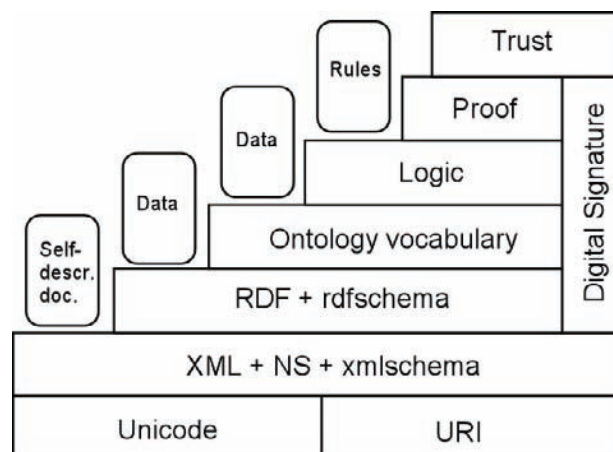 Trust
Rules
Proof
Data
Logic
Data
Ontology vocabulary
Self-
descr.
doc.
RDF + rdfschema
Digital Signature
XML + NS + xmlschema
Unicode
URI